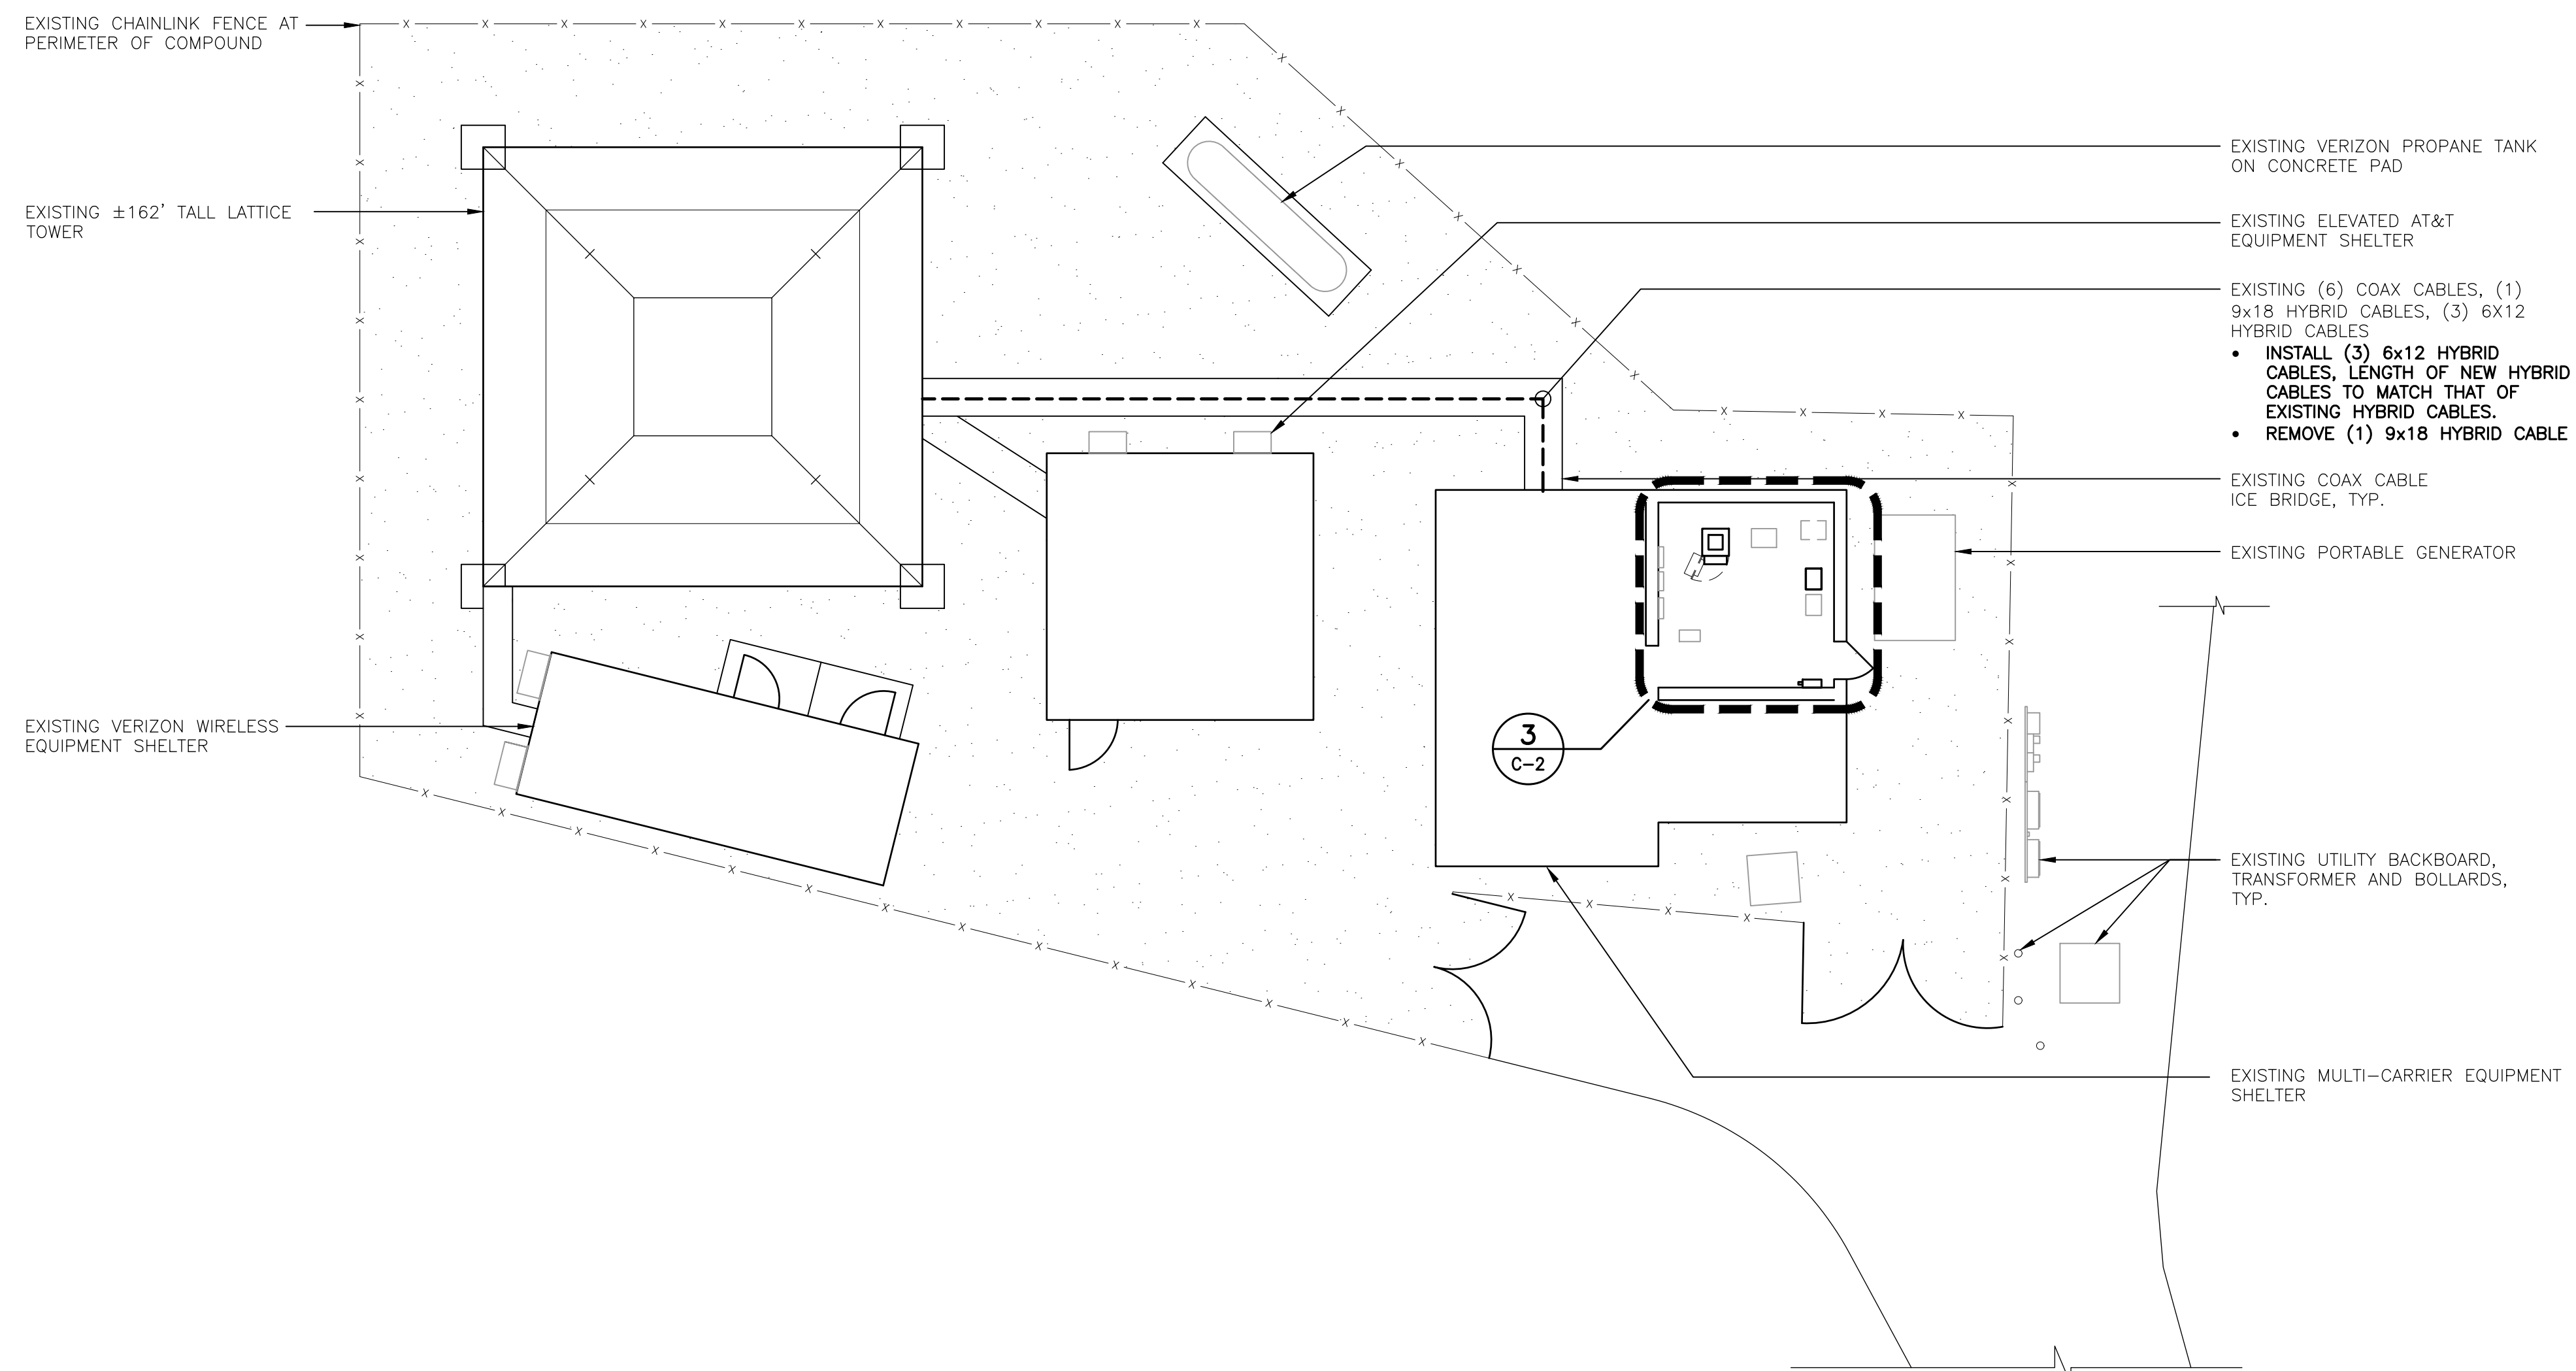 EXISTING CHAINLINK FENCE AT
PERIMETER OF COMPOUND
EXISTING ±162' TALL LATTICE
TOWER
EXISTING VERIZON WIRELESS
EQUIPMENT SHELTER
EXISTING VERIZON PROPANE TANK
ON CONCRETE PAD
EXISTING ELEVATED AT&T
EQUIPMENT SHELTER
EXISTING (6) COAX CABLES, (1)
9x18 HYBRID CABLES, (3) 6X12
HYBRID CABLES
• INSTALL (3) 6x12 HYBRID
CABLES, LENGTH OF NEW HYBRID
CABLES TO MATCH THAT OF
EXISTING HYBRID CABLES.
• REMOVE (1) 9x18 HYBRID CABLE
EXISTING COAX CABLE
ICE BRIDGE, TYP.
EXISTING PORTABLE GENERATOR
3
C-2
EXISTING UTILITY BACKBOARD,
TRANSFORMER AND BOLLARDS,
TYP.
EXISTING MULTI-CARRIER EQUIPMENT
SHELTER